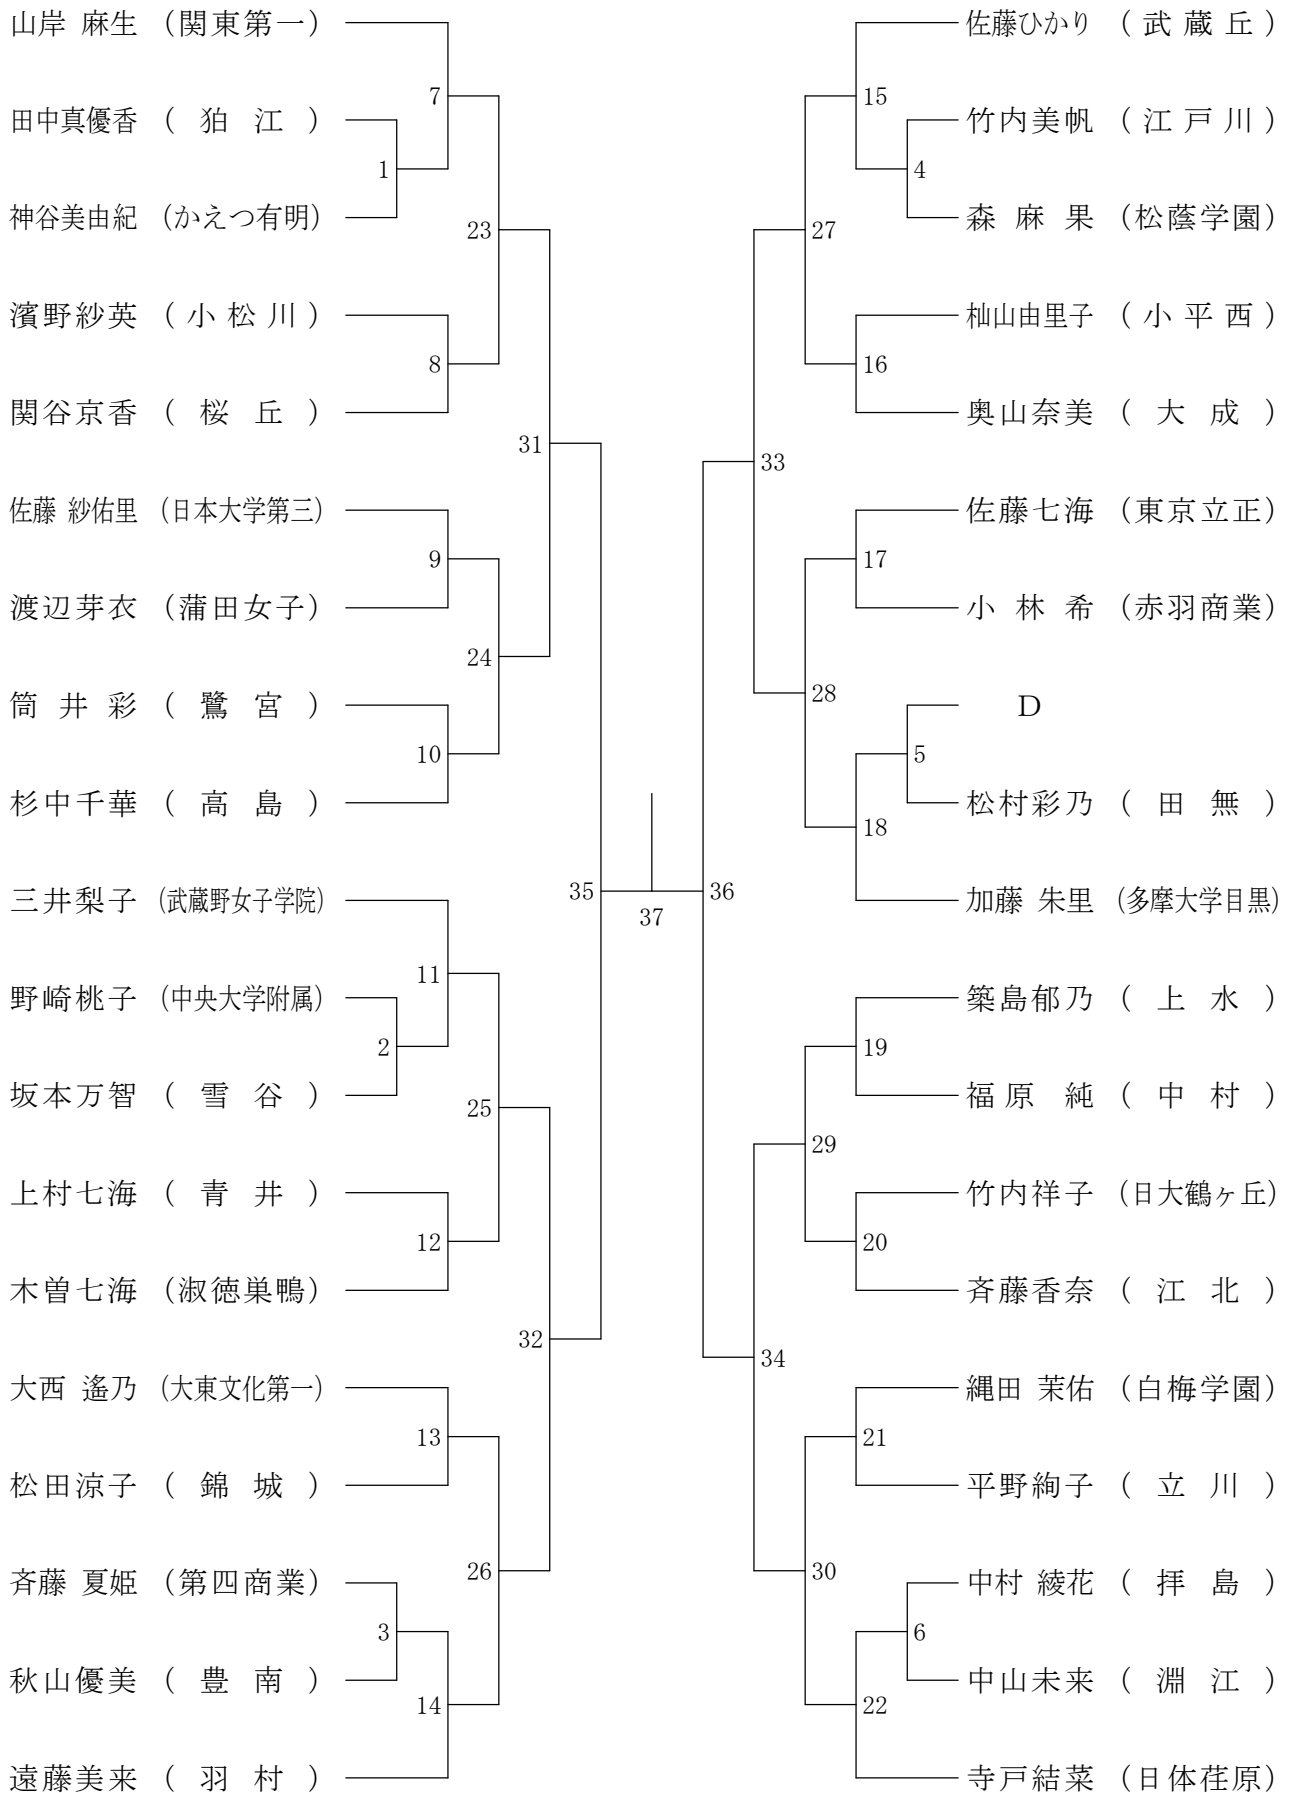 山岸 麻生 (関東第一)
7
田中真優香 (狛江)
1
神谷美由紀 (かえつ有明)
23
濱野紗英 (小松川)
8
関谷京香 (桜丘)
31
佐藤 紗佑里 (日本大学第三)
9
渡辺芽衣 (蒲田女子)
24
筒井彩 (鷺宮)
10
杉中千華 (高島)
35
三井梨子 (武蔵野女子学院)
11
野崎桃子 (中央大学附属)
2
坂本万智 (雪谷)
25
上村七海 (青井)
12
木曽七海 (淑徳巣鴨)
32
大西 遙乃 (大東文化第一)
13
松田涼子 (錦城)
26
斉藤 夏姫 (第四商業)
3
秋山優美 (豊南)
14
遠藤美来 (羽村)
37
佐藤ひかり (武蔵丘)
15
竹内美帆 (江戸川)
4
森麻果 (松蔭学園)
27
杣山由里子 (小平西)
16
奥山奈美 (大成)
33
佐藤七海 (東京立正)
17
小林希 (赤羽商業)
28
D
5
松村彩乃 (田無)
18
加藤 朱里 (多摩大学目黒)
36
築島郁乃 (上水)
19
福原純 (中村)
29
竹内祥子 (日大鶴ヶ丘)
20
斉藤香奈 (江北)
34
縄田 茉佑 (白梅学園)
21
平野絢子 (立川)
30
中村 綾花 (拝島)
6
中山未来 (淵江)
22
寺戸結菜 (日体荏原)